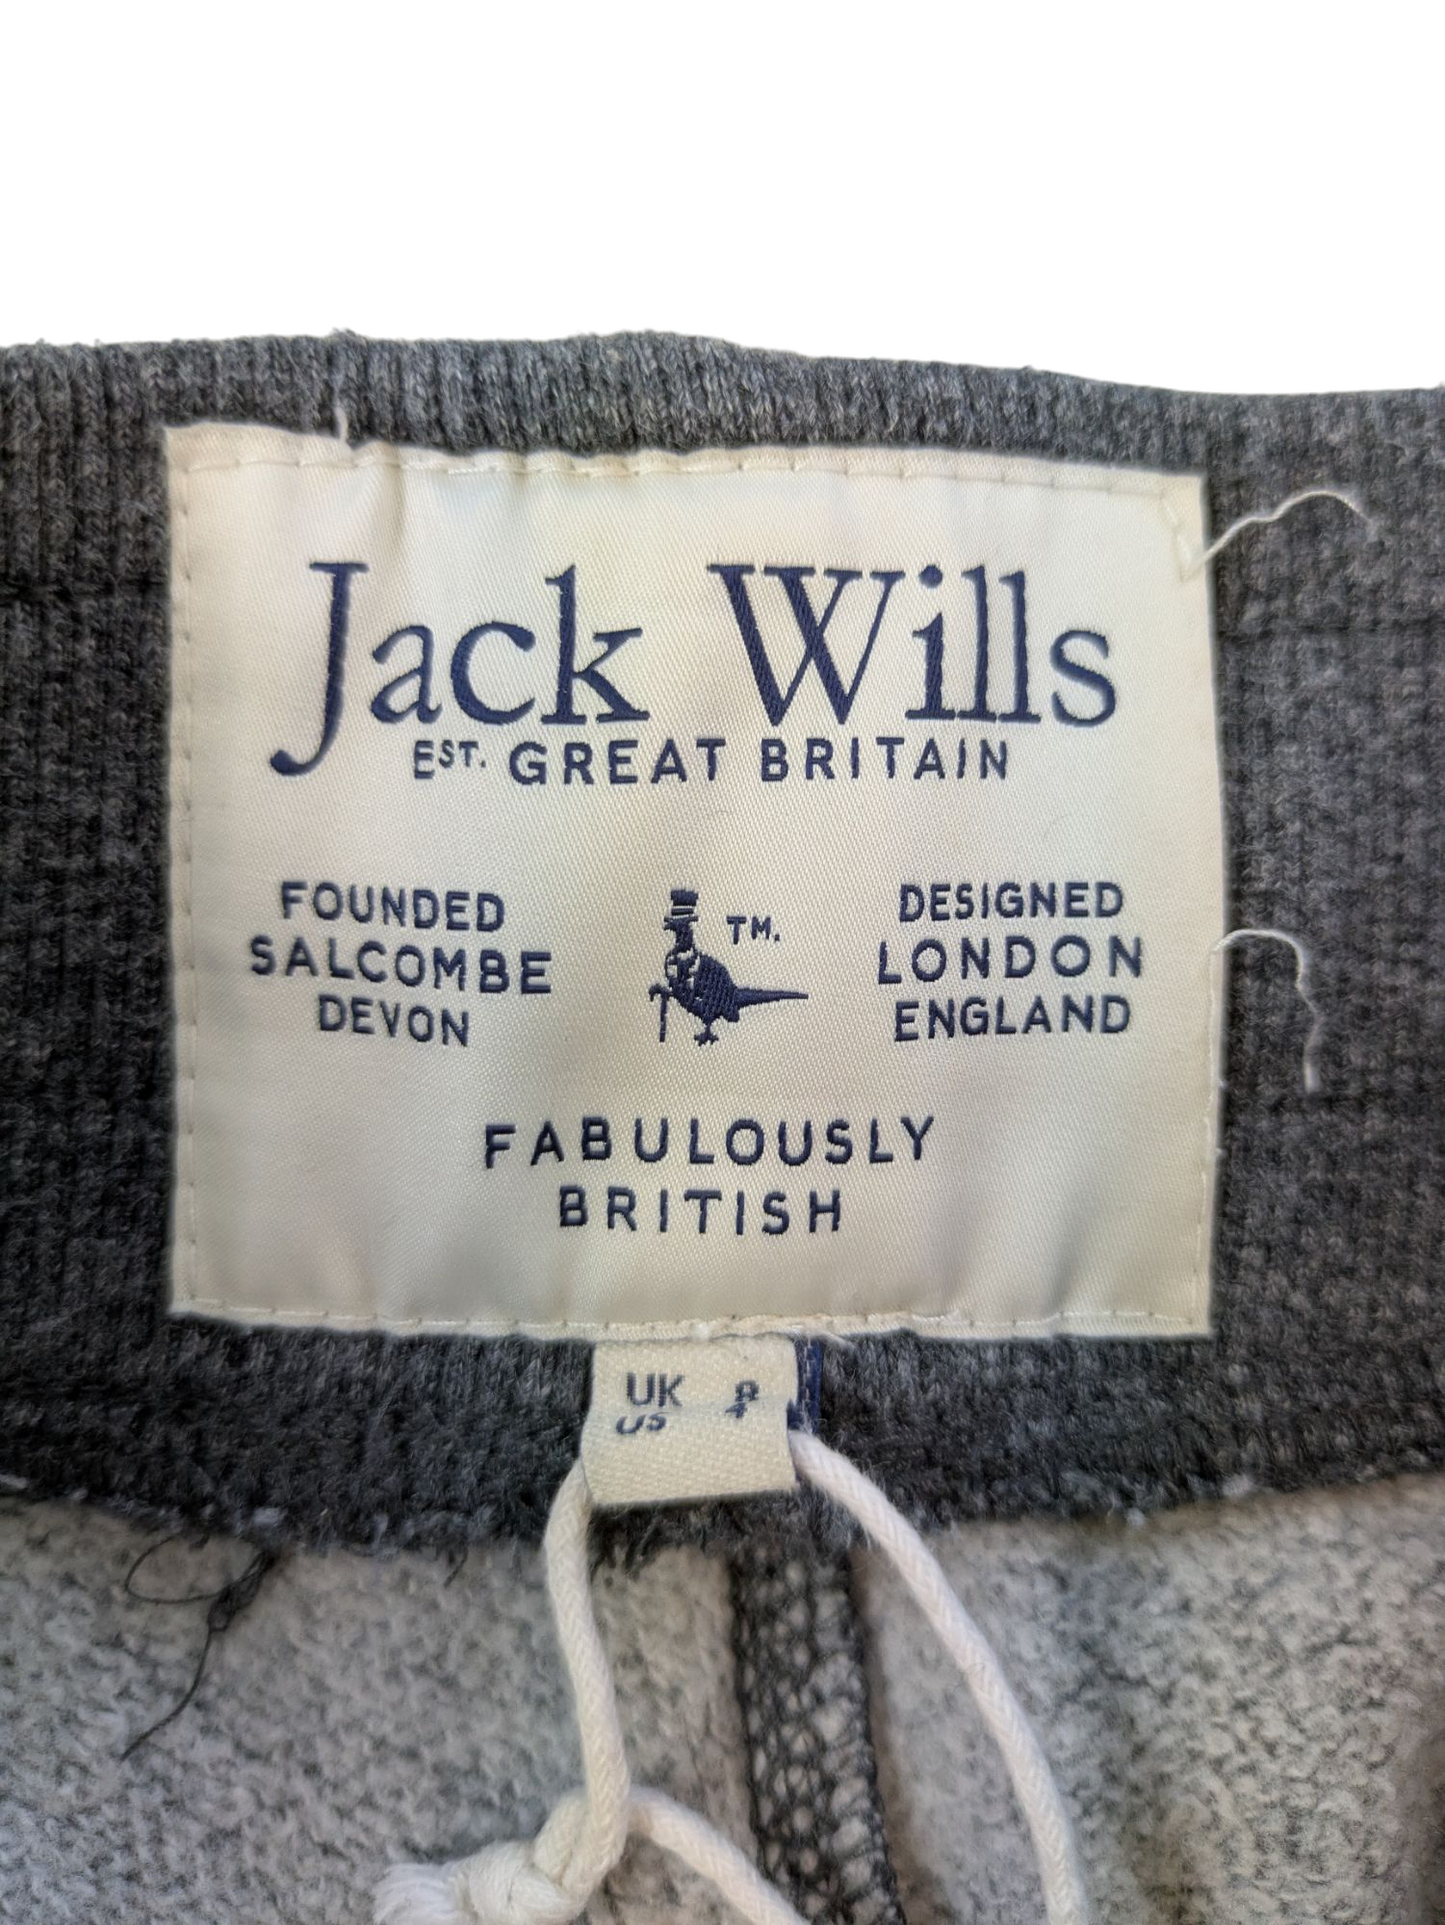 Jack Wills
EST. GREAT BRITAIN
FOUNDED
SALCOMBE
DEVON
TM.
DESIGNED
LONDON
ENGLAND
FABULOUSLY
BRITISH
UK 8
US 4